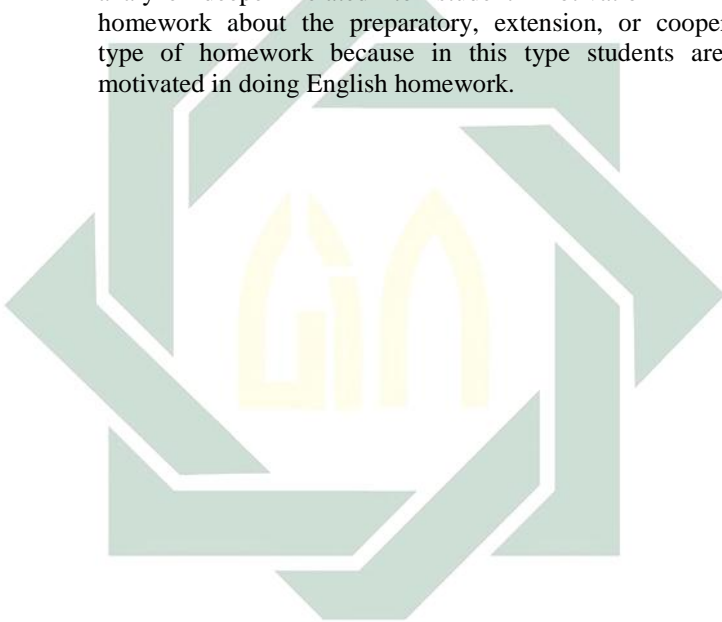 homework about the preparatory, extension, or cooper
type of homework because in this type students are
motivated in doing English homework.